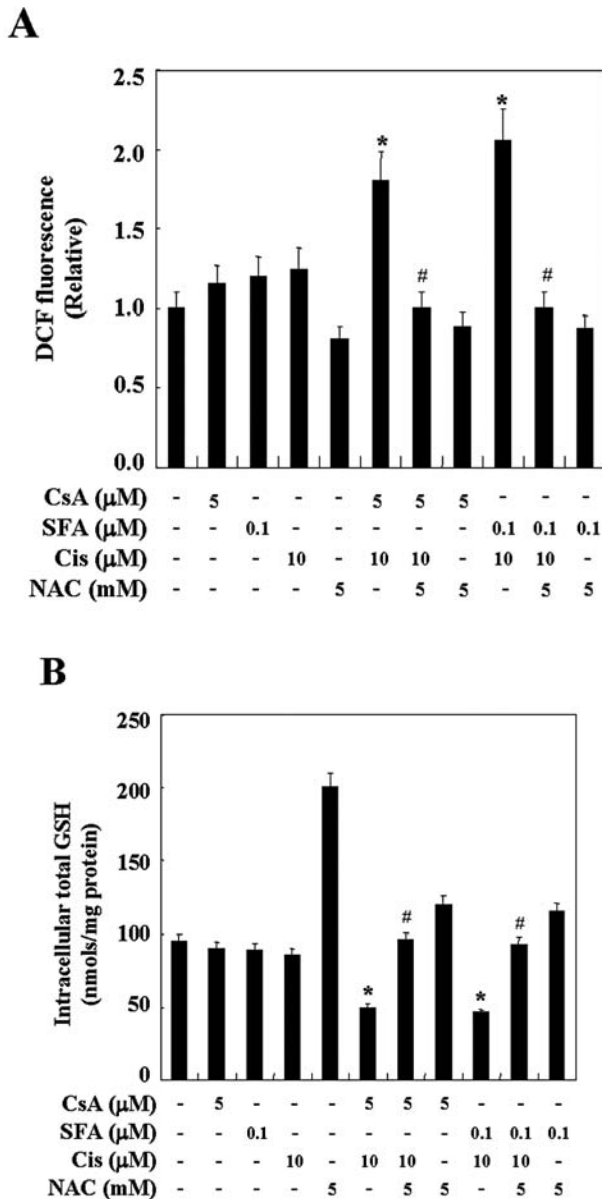 A
2.5
2.0
1.5
1.0
0.5
0.0
DCF fluorescence
(Relative)
* # * #
CsA (μM) - 5 - - - 5 5 5 - - -
SFA (μM) - - 0.1 - - - - - 0.1 0.1 0.1
Cis (μM) - - - 10 - 10 10 - 10 10 -
NAC (mM) - - - - 5 - 5 5 - 5 5
B
250
200
150
100
50
0
Intracellular total GSH
(nmols/mg protein)
* # * #
CsA (μM) - 5 - - - 5 5 5 - - -
SFA (μM) - - 0.1 - - - - - 0.1 0.1 0.1
Cis (μM) - - - 10 - 10 10 - 10 10 -
NAC (mM) - - - - 5 - 5 5 - 5 5